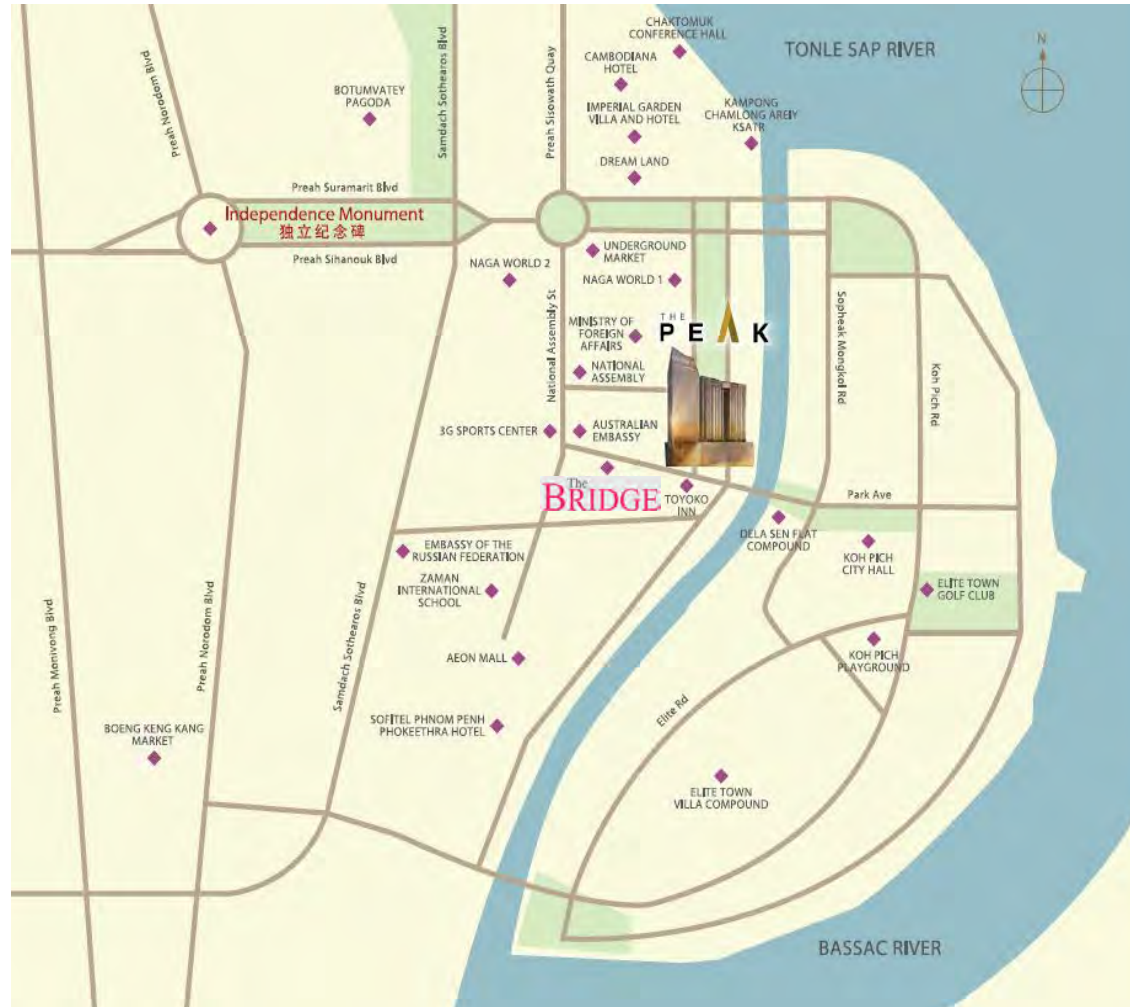 CHAKTOMUK
CONFERENCE HALL
TONLE SAP RIVER
N
CAMBODIANA
HOTEL
Preah Norodom Blvd
Samdach Sothearos Blvd
Preah Sisowath Quay
BOTUMVATEY
PAGODA
IMPERIAL GARDEN
VILLA AND HOTEL
KAMPONG
CHAMLONG AREIY
KSATR
DREAM LAND
Preah Suramarit Blvd
Independence Monument
独立纪念碑
Preah Sihanouk Blvd
UNDERGROUND
MARKET
NAGA WORLD 2
NAGA WORLD 1
National Assembly St
MINISTRY OF
FOREIGN
AFFAIRS
THE
PEAK
Sopheak Mongkol Rd
Koh Pich Rd
NATIONAL
ASSEMBLY
3G SPORTS CENTER
AUSTRALIAN
EMBASSY
The
BRIDGE
TOYOKO
INN
Park Ave
DELA SEN FLAT
COMPOUND
KOH PICH
CITY HALL
EMBASSY OF THE
RUSSIAN FEDERATION
ZAMAN
INTERNATIONAL
SCHOOL
ELITE TOWN
GOLF CLUB
Preah Monivong Blvd
Preah Norodom Blvd
Samdach Sothearos Blvd
AEON MALL
KOH PICH
PLAYGROUND
Elite Rd
SOFITEL PHNOM PENH
PHOKEETHRA HOTEL
BOENG KENG KANG
MARKET
ELITE TOWN
VILLA COMPOUND
BASSAC RIVER